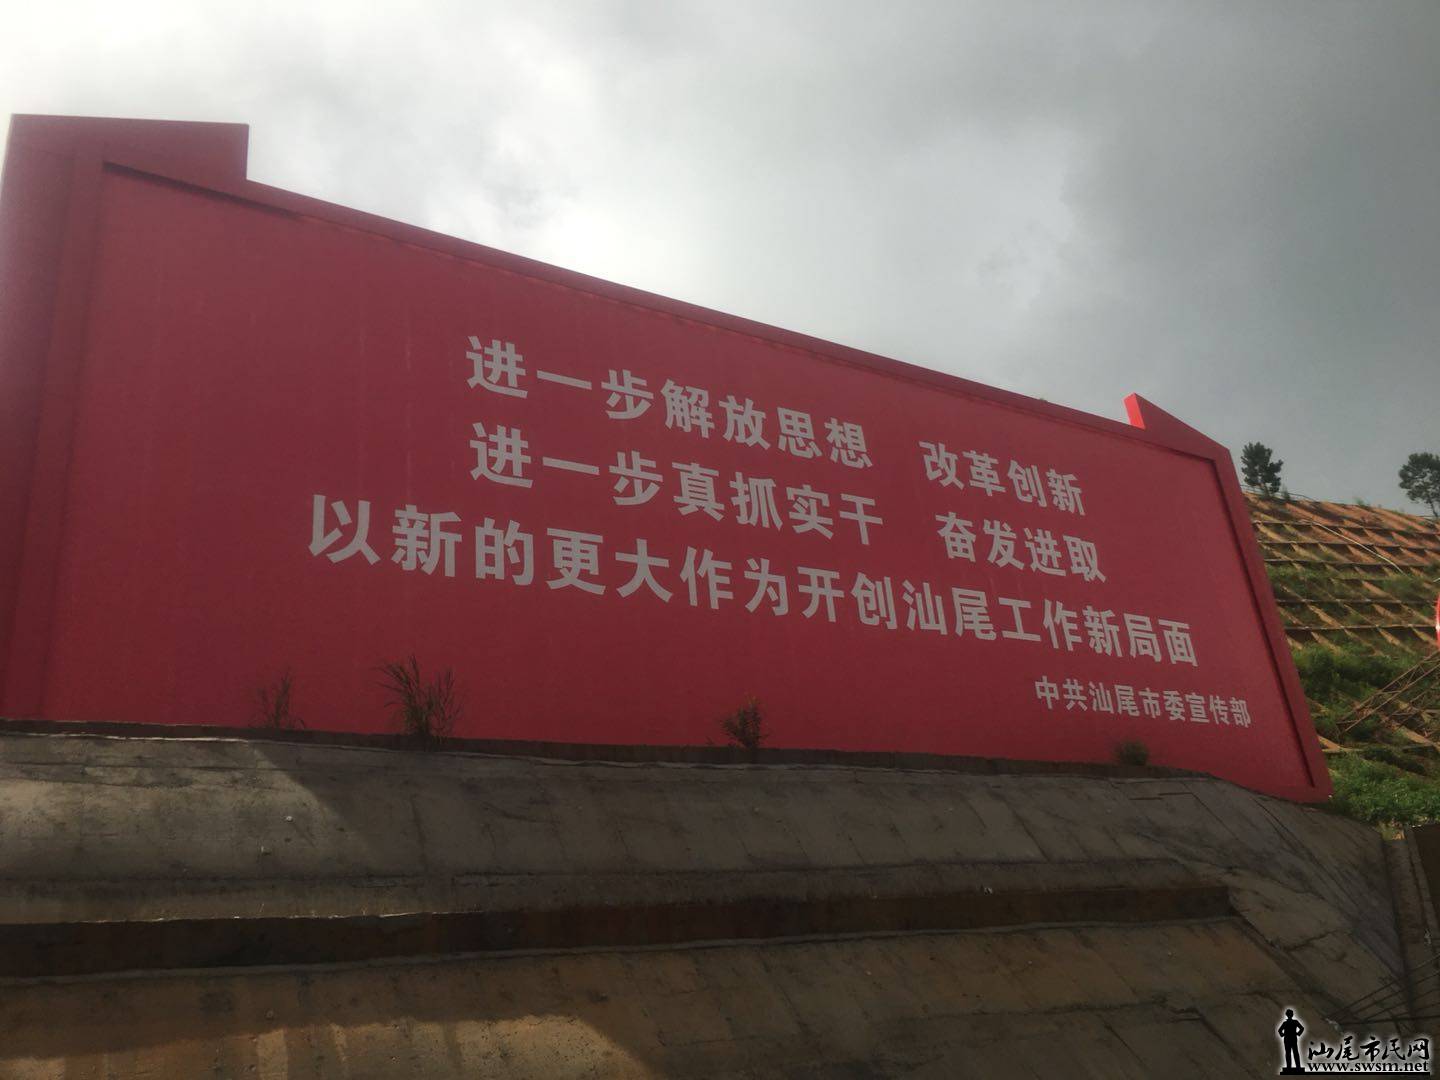 进一步解放思想 改革创新
进一步真抓实干 奋发进取
以新的更大作为开创汕尾工作新局面
中共汕尾市委宣传部
汕尾市民网
www.swsm.net